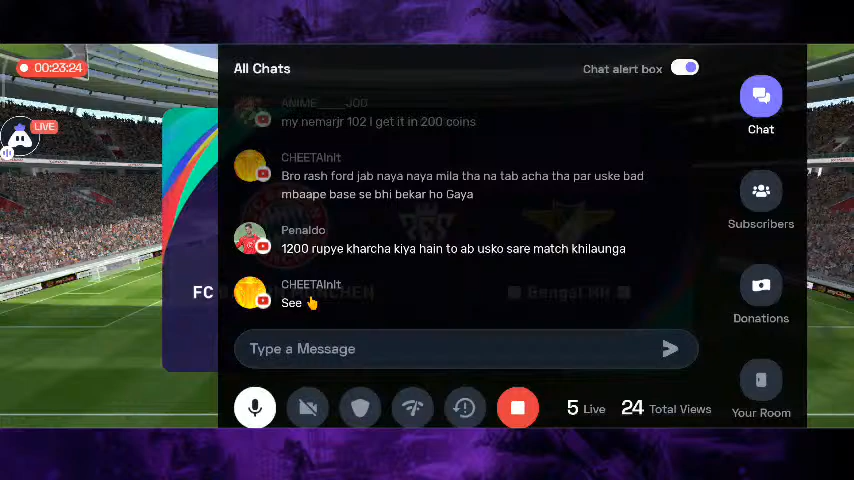 00:23:24
All Chats
Chat alert box
LIVE
ANIME____JOD
my nemarjr 102 I get it in 200 coins
Chat
CHEETAInit
Bro rash ford jab naya naya mila tha na tab acha tha par uske bad
mbaape base se bhi bekar ho Gaya
Subscribers
Penaldo
1200 rupye kharcha kiya hain to ab usko sare match khilaunga
CHEETAInit
See 👆
FC
Donations
Type a Message
5 Live
24 Total Views
Your Room